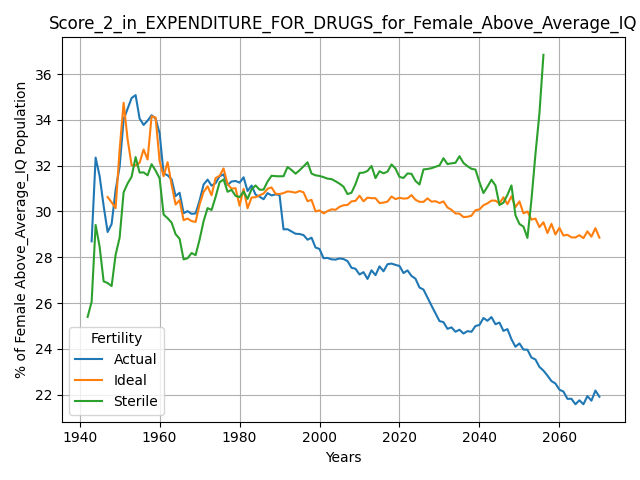 Score_2_in_EXPENDITURE_FOR_DRUGS_for_Female_Above_Average_IQ
% of Female Above_Average_IQ Population
36
34
32
30
28
26
24
22
Fertility
Actual
Ideal
Sterile
1940 1960 1980 2000 2020 2040 2060
Years